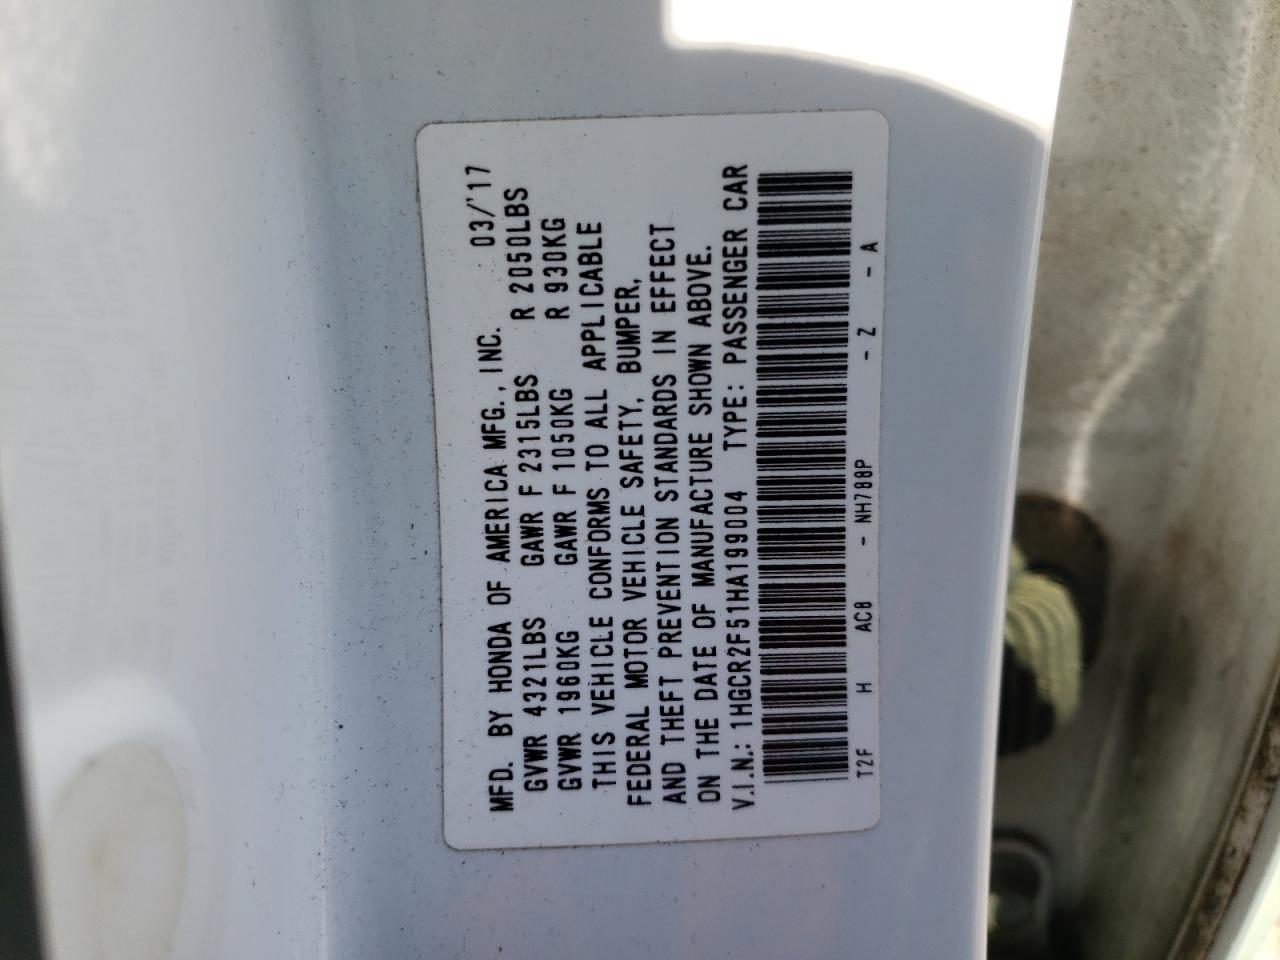 MFD. BY HONDA OF AMERICA MFG., INC. 03/'17
GVWR 4321LBS GAWR F 2315LBS R 2050LBS
GVWR 1960KG GAWR F 1050KG R 930KG
THIS VEHICLE CONFORMS TO ALL APPLICABLE
FEDERAL MOTOR VEHICLE SAFETY, BUMPER,
AND THEFT PREVENTION STANDARDS IN EFFECT
ON THE DATE OF MANUFACTURE SHOWN ABOVE.
V.I.N.: 1HGCR2F51HA199004 TYPE: PASSENGER CAR
T2F H AC8 - NH788P - Z - A